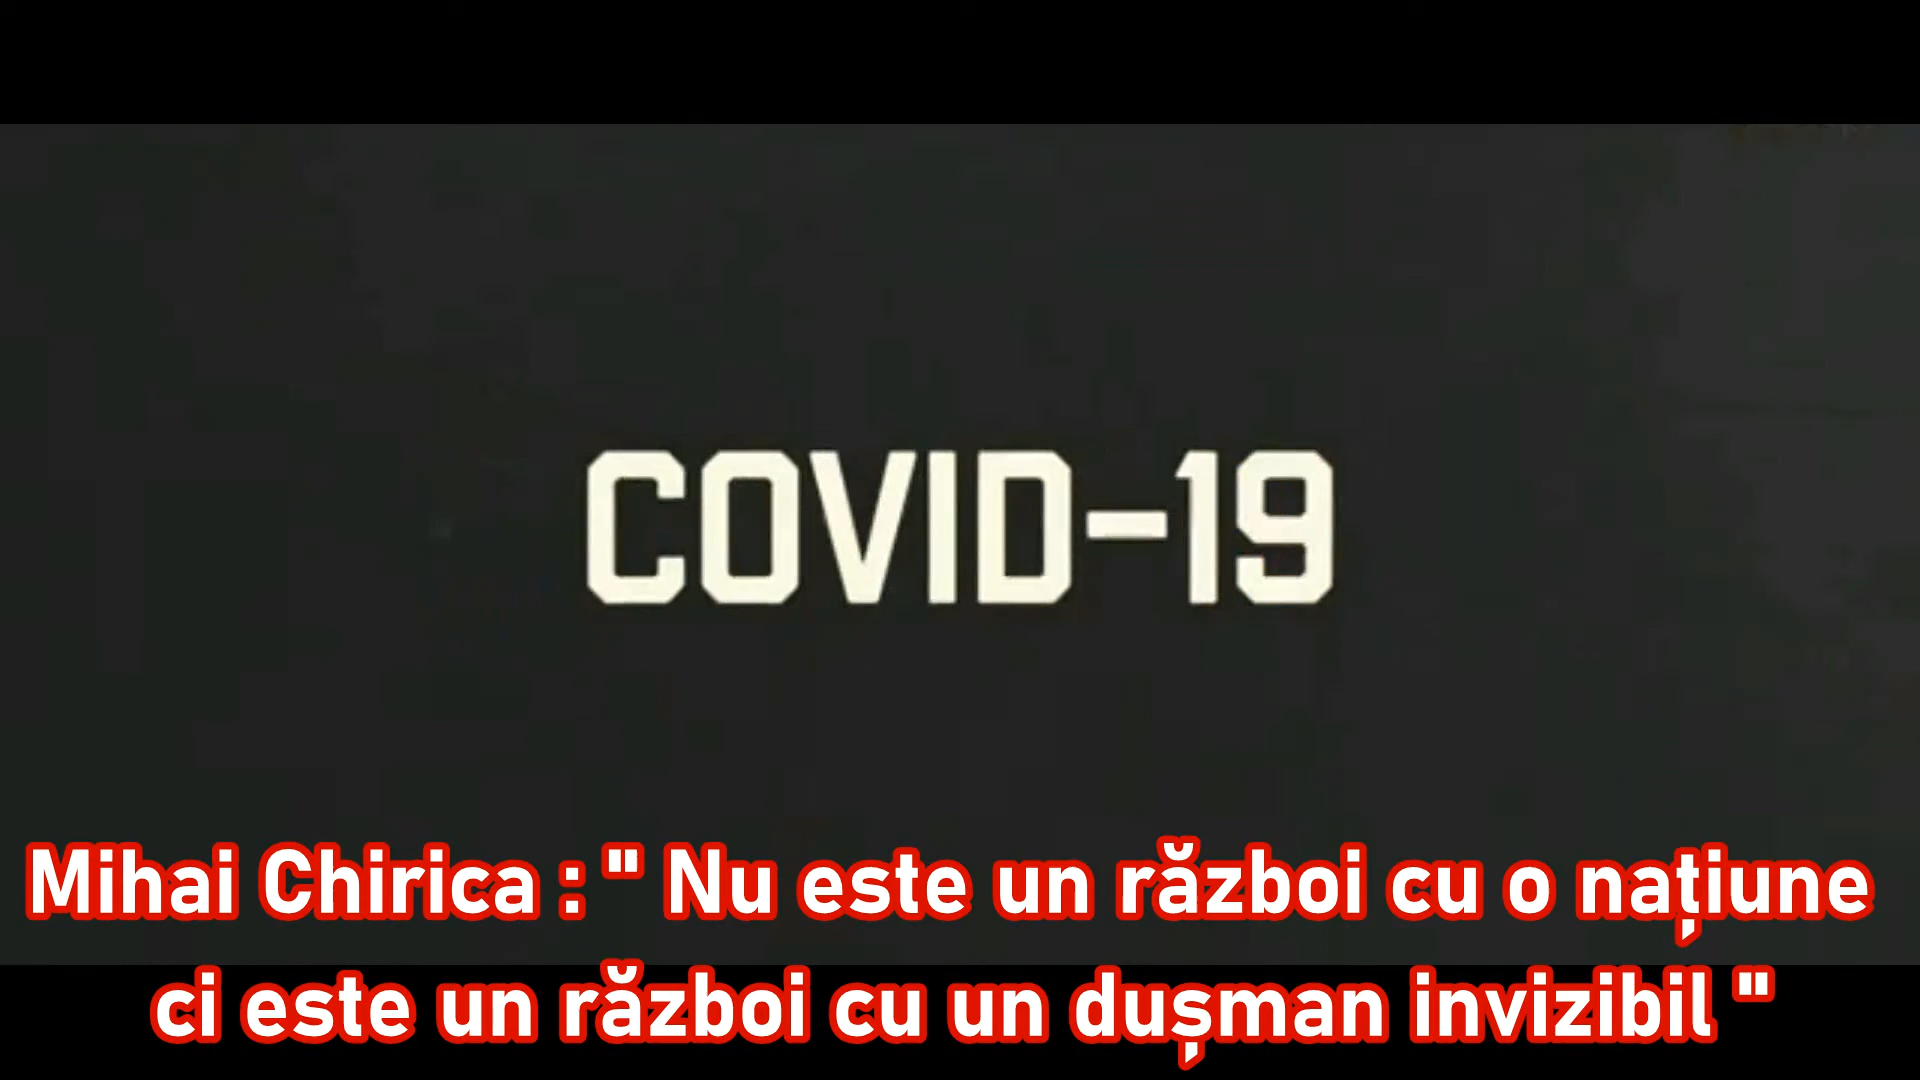 COVID-19
Mihai Chirica : " Nu este un război cu o națiune
ci este un război cu un dușman invizibil "